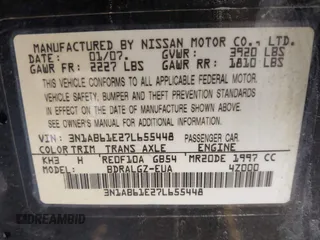 MANUFACTURED BY NISSAN MOTOR CO., LTD.
DATE: 01/07. GVWR: 3920 LBS
GAWR FR: 2227 LBS GAWR RR: 1810 LBS
THIS VEHICLE CONFORMS TO ALL APPLICABLE FEDERAL MOTOR
VEHICLE SAFETY, BUMPER, AND THEFT PREVENTION STANDARDS
IN EFFECT ON THE DATE OF MANUFACTURE SHOWN ABOVE.
*SEE OWNER'S MANUAL FOR ADDITIONAL INFORMATION.
VIN: 3N1AB61E27L655448 PASSENGER CAR
COLOR TRIM TRANS AXLE ENGINE
KH3 H RE0F10A GB54 MR20DE 1997 CC
MODEL: BDRALGZ-EUA 4Z000
3N1AB61E27L655448
DREAMBID